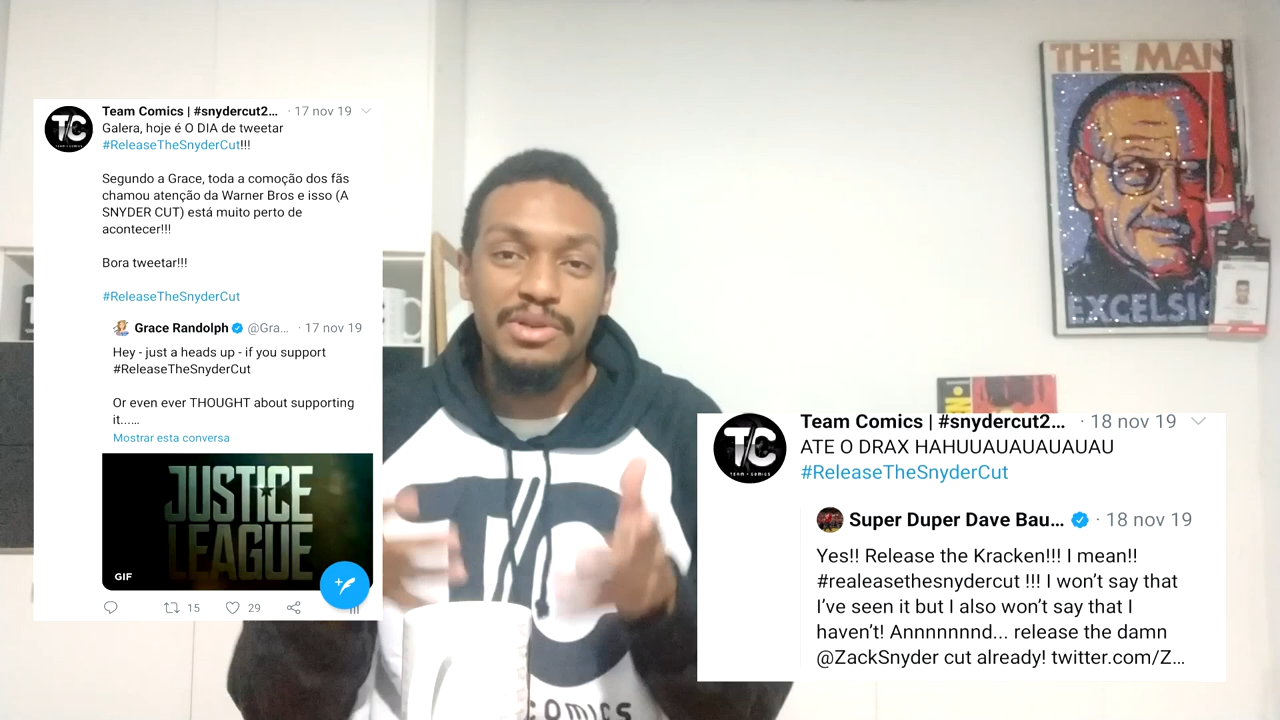 Team Comics | #snydercut2... · 17 nov 19
Galera, hoje é O DIA de tweetar
#ReleaseTheSnyderCut!!!
Segundo a Grace, toda a comoção dos fãs
chamou atenção da Warner Bros e isso (A
SNYDER CUT) está muito perto de
acontecer!!!
Bora tweetar!!!
#ReleaseTheSnyderCut
Grace Randolph @Gra... · 17 nov 19
Hey - just a heads up - if you support
#ReleaseTheSnyderCut
Or even ever THOUGHT about supporting
it......
Mostrar esta conversa
JUSTICE
LEAGUE
GIF
15 29
THE MAN
EXCELSIO
TC
TEAM • COMICS
Team Comics | #snydercut2... · 18 nov 19
ATE O DRAX HAHUUAUAUAUAUAU
#ReleaseTheSnyderCut
Super Duper Dave Bau... · 18 nov 19
Yes!! Release the Kracken!!! I mean!!
#realeasethesnydercut !!! I won’t say that
I’ve seen it but I also won’t say that I
haven’t! Annnnnnnd... release the damn
@ZackSnyder cut already! twitter.com/Z...
TC
COMICS